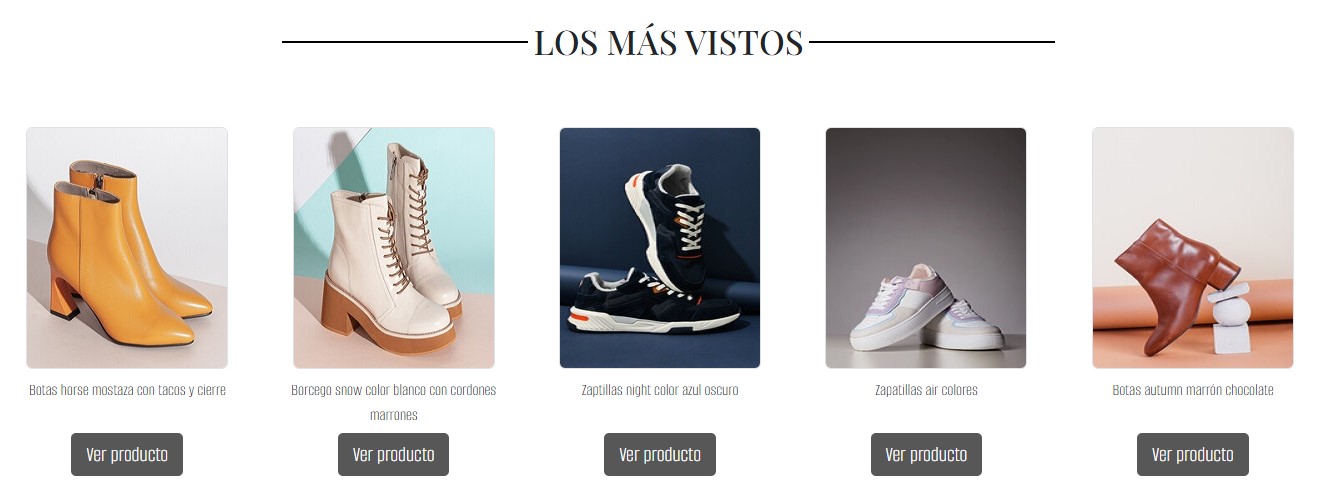 LOS MÁS VISTOS
Botas horse mostaza con tacos y cierre
Borcego snow color blanco con cordones
marrones
Zaptillas night color azul oscuro
Zapatillas air colores
Botas autumn marrón chocolate
Ver producto
Ver producto
Ver producto
Ver producto
Ver producto